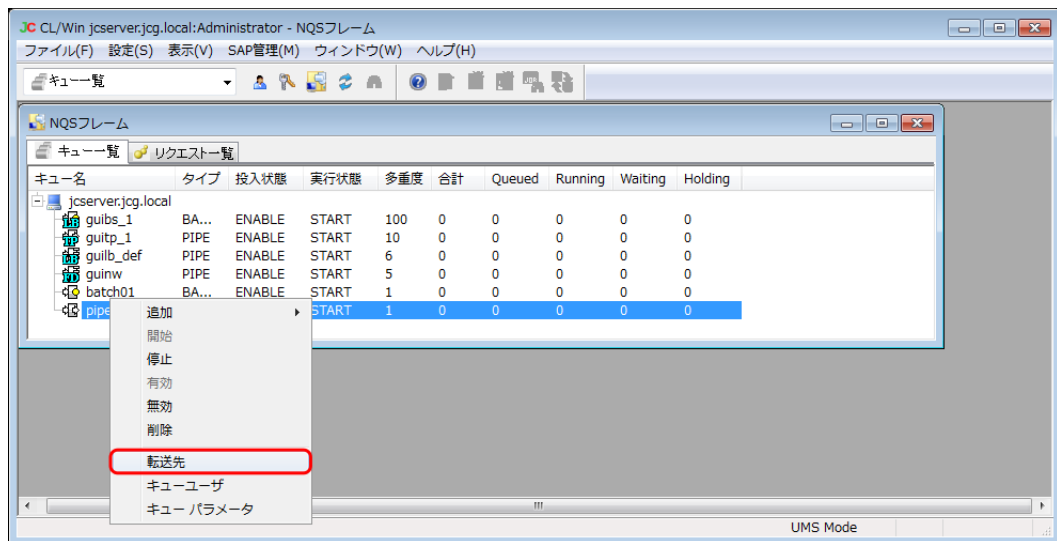 JC CL/Win jcserver.jcg.local:Administrator - NQSフレーム
ファイル(F) 設定(S) 表示(V) SAP管理(M) ウィンドウ(W) ヘルプ(H)
キュー一覧
NQSフレーム
キュー一覧 リクエスト一覧
キュー名 タイプ 投入状態 実行状態 多重度 合計 Queued Running Waiting Holding
jcserver.jcg.local
guibs_1 BA... ENABLE START 100 0 0 0 0 0
guitp_1 PIPE ENABLE START 10 0 0 0 0 0
guilb_def PIPE ENABLE START 6 0 0 0 0 0
guinw PIPE ENABLE START 5 0 0 0 0 0
batch01 BA... ENABLE START 1 0 0 0 0 0
pipe START 1 0 0 0 0 0
追加
開始
停止
有効
無効
削除
転送先
キューユーザ
キュー パラメータ
UMS Mode